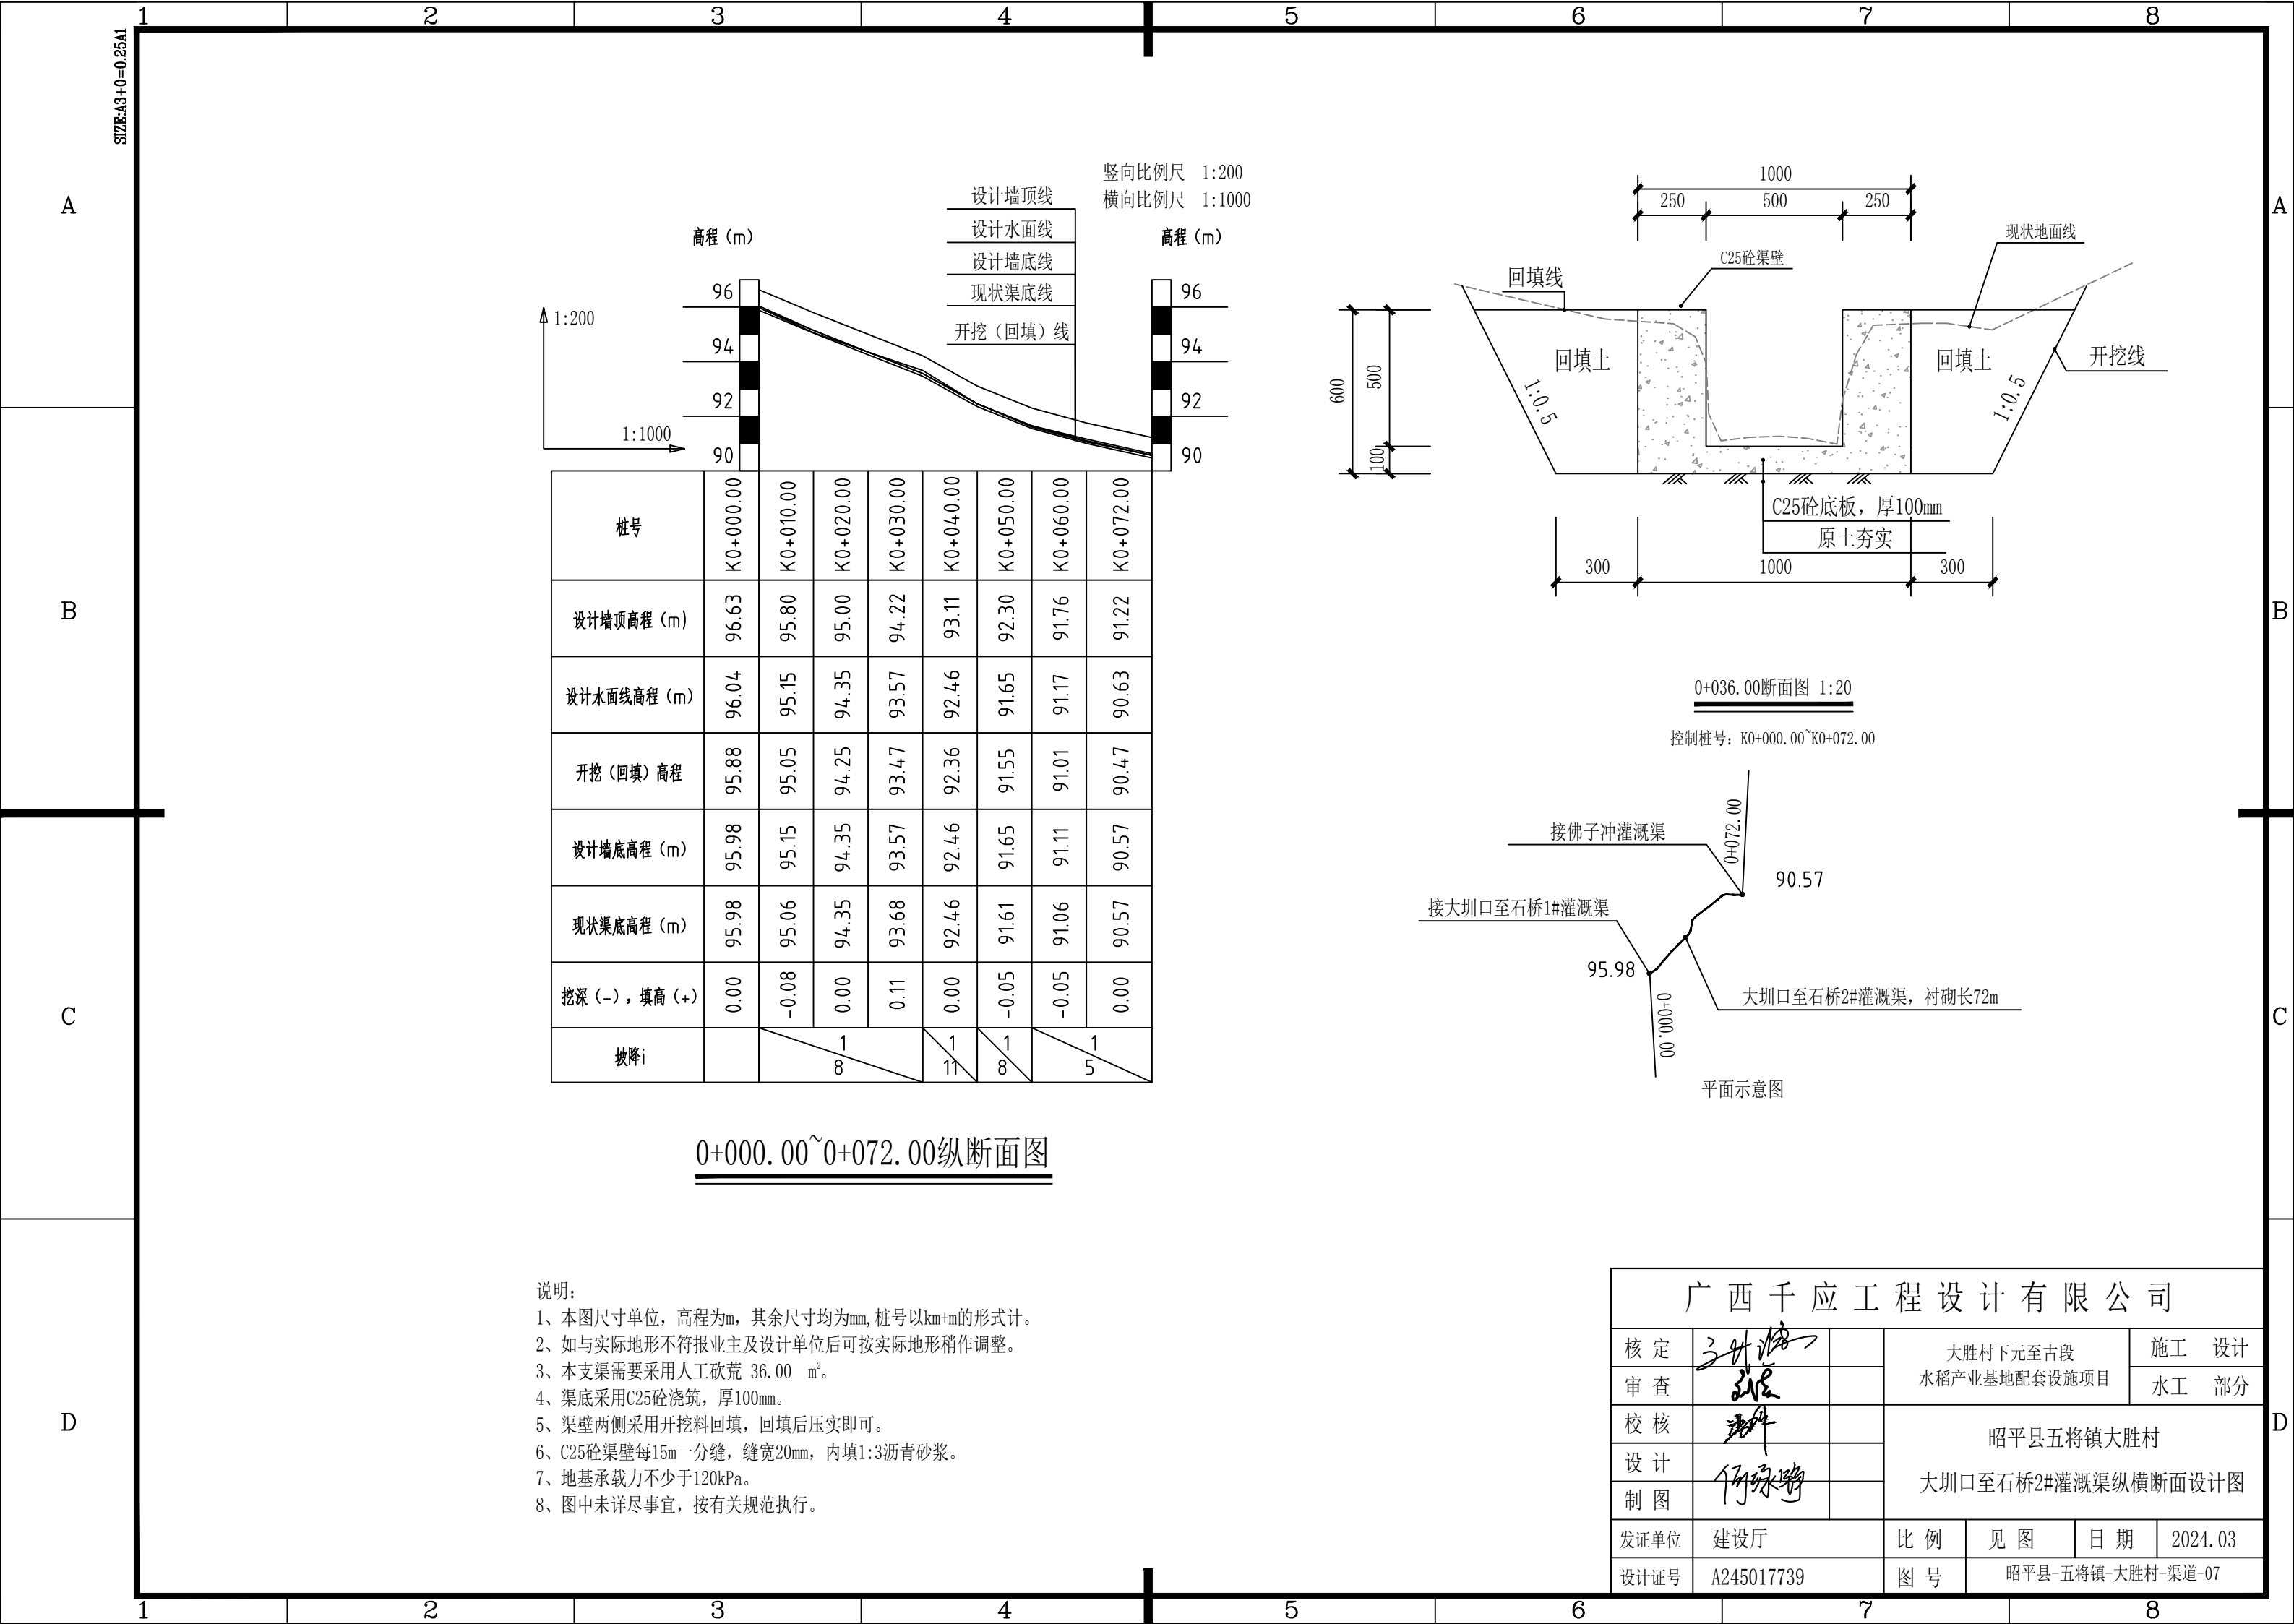 1 2 3 4 5 6 7 8
SIZE:A3+0=0.25A1
A
B
C
D
A
B
C
D
竖向比例尺 1:200
横向比例尺 1:1000
设计墙顶线
设计水面线
设计墙底线
现状渠底线
开挖（回填）线
高程（m）
高程（m）
96
94
92
90
96
94
92
90
1:200
1:1000
桩号 K0+000.00 K0+010.00 K0+020.00 K0+030.00 K0+040.00 K0+050.00 K0+060.00 K0+072.00
设计墙顶高程（m） 96.63 95.80 95.00 94.22 93.11 92.30 91.76 91.22
设计水面线高程（m） 96.04 95.15 94.35 93.57 92.46 91.65 91.17 90.63
开挖（回填）高程 95.88 95.05 94.25 93.47 92.36 91.55 91.01 90.47
设计墙底高程（m） 95.98 95.15 94.35 93.57 92.46 91.65 91.11 90.57
现状渠底高程（m） 95.98 95.06 94.35 93.68 92.46 91.61 91.06 90.57
挖深（-），填高（+） 0.00 -0.08 0.00 0.11 0.00 -0.05 -0.05 0.00
坡降i 1 8 1 11 1 8 1 5
0+000.00~0+072.00纵断面图
1000
250 500 250
现状地面线
C25砼渠壁
回填线
回填土
回填土
开挖线
1:0.5
1:0.5
600
500
100
C25砼底板，厚100mm
原土夯实
300 1000 300
0+036.00断面图 1:20
控制桩号：K0+000.00~K0+072.00
0+072.00
接佛子冲灌溉渠
90.57
接大圳口至石桥1#灌溉渠
95.98
大圳口至石桥2#灌溉渠，衬砌长72m
0+000.00
平面示意图
说明：
1、本图尺寸单位，高程为m，其余尺寸均为mm,桩号以km+m的形式计。
2、如与实际地形不符报业主及设计单位后可按实际地形稍作调整。
3、本支渠需要采用人工砍荒 36.00 m²。
4、渠底采用C25砼浇筑，厚100mm。
5、渠壁两侧采用开挖料回填，回填后压实即可。
6、C25砼渠壁每15m一分缝，缝宽20mm，内填1:3沥青砂浆。
7、地基承载力不少于120kPa。
8、图中未详尽事宜，按有关规范执行。
广西千应工程设计有限公司
核定
审查
校核
设计
制图
大胜村下元至古段
水稻产业基地配套设施项目
施工 设计
水工 部分
昭平县五将镇大胜村
大圳口至石桥2#灌溉渠纵横断面设计图
发证单位 建设厅 比例 见图 日期 2024.03
设计证号 A245017739 图号 昭平县-五将镇-大胜村-渠道-07
1 2 3 4 5 6 7 8